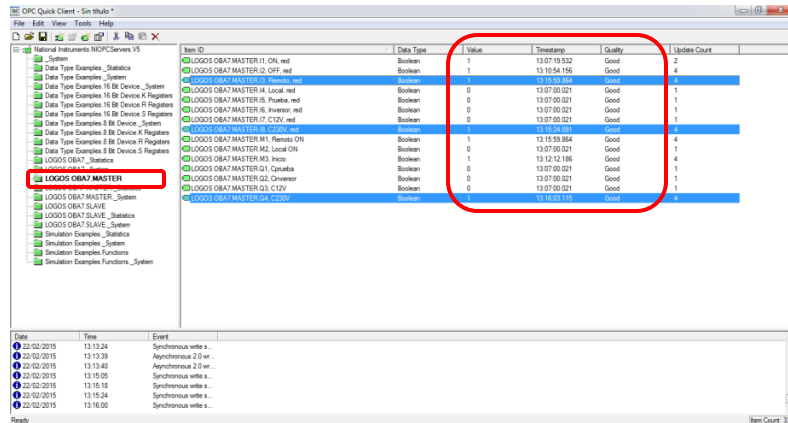 OPC Quick Client - Sin título *
File Edit View Tools Help
National Instruments.NIOPCServers.V5
_System
Data Type Examples._Statistics
Data Type Examples._System
Data Type Examples.16 Bit Device._System
Data Type Examples.16 Bit Device.K Registers
Data Type Examples.16 Bit Device.R Registers
Data Type Examples.16 Bit Device.S Registers
Data Type Examples.8 Bit Device._System
Data Type Examples.8 Bit Device.K Registers
Data Type Examples.8 Bit Device.R Registers
Data Type Examples.8 Bit Device.S Registers
LOGOS OBA7._Statistics
LOGOS OBA7._System
LOGOS OBA7.MASTER
LOGOS OBA7.MASTER._Statistics
LOGOS OBA7.MASTER._System
LOGOS OBA7.SLAVE
LOGOS OBA7.SLAVE._Statistics
LOGOS OBA7.SLAVE._System
Simulation Examples._Statistics
Simulation Examples._System
Simulation Examples.Functions
Simulation Examples.Functions._System
Item ID Data Type Value Timestamp Quality Update Count
LOGOS OBA7.MASTER.I1, ON, red Boolean 1 13:07:19.532 Good 2
LOGOS OBA7.MASTER.I2, OFF, red Boolean 1 13:10:54.156 Good 4
LOGOS OBA7.MASTER.I3, Remoto, red Boolean 1 13:15:59.864 Good 4
LOGOS OBA7.MASTER.I4, Local, red Boolean 0 13:07:00.021 Good 1
LOGOS OBA7.MASTER.I5, Prueba, red Boolean 0 13:07:00.021 Good 1
LOGOS OBA7.MASTER.I6, Inversor, red Boolean 0 13:07:00.021 Good 1
LOGOS OBA7.MASTER.I7, C12V, red Boolean 0 13:07:00.021 Good 1
LOGOS OBA7.MASTER.I8, C230V, red Boolean 1 13:15:24.091 Good 4
LOGOS OBA7.MASTER.M1, Remoto ON Boolean 1 13:15:59.864 Good 4
LOGOS OBA7.MASTER.M2, Local ON Boolean 0 13:07:00.021 Good 1
LOGOS OBA7.MASTER.M3, Inicio Boolean 1 13:12:12.186 Good 4
LOGOS OBA7.MASTER.Q1, Cprueba Boolean 0 13:07:00.021 Good 1
LOGOS OBA7.MASTER.Q2, Cinversor Boolean 0 13:07:00.021 Good 1
LOGOS OBA7.MASTER.Q3, C12V Boolean 0 13:07:00.021 Good 1
LOGOS OBA7.MASTER.Q4, C230V Boolean 1 13:16:03.115 Good 4
Date Time Event
22/02/2015 13:13:24 Synchronous write s...
22/02/2015 13:13:39 Asynchronous 2.0 wr...
22/02/2015 13:13:40 Asynchronous 2.0 wr...
22/02/2015 13:15:05 Synchronous write s...
22/02/2015 13:15:18 Synchronous write s...
22/02/2015 13:15:24 Synchronous write s...
22/02/2015 13:16:00 Synchronous write s...
Ready Item Count: